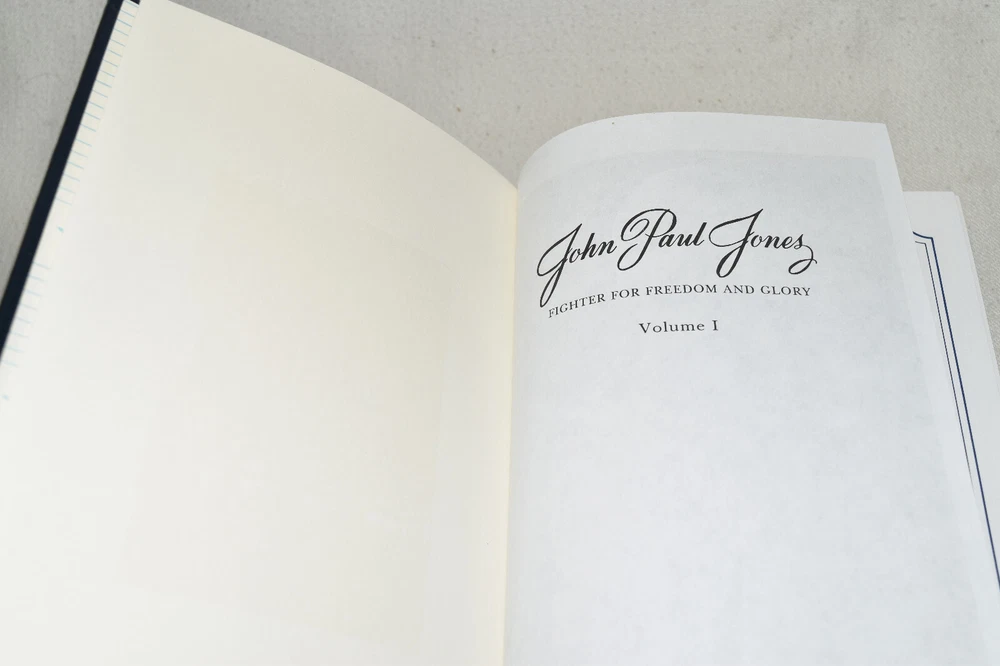 John Paul Jones
FIGHTER FOR FREEDOM AND GLORY
Volume I